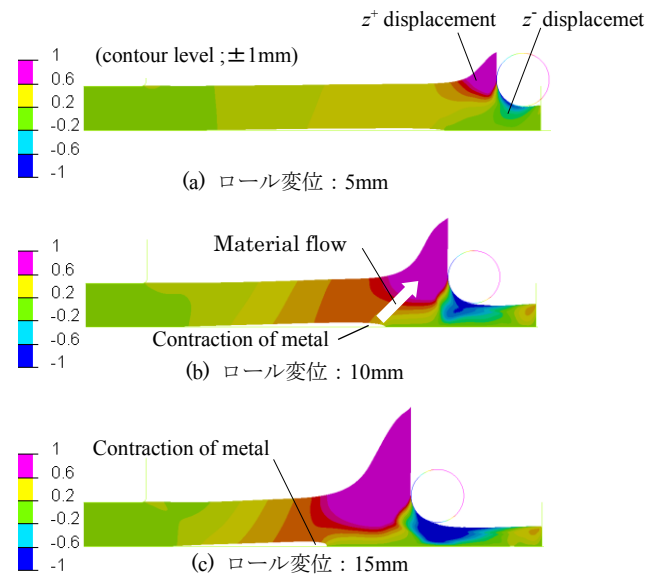 z⁺ displacement
z⁻ displacemet
(contour level ;±1mm)
1
0.6
0.2
-0.2
-0.6
-1
(a) ロール変位：5mm
1
0.6
0.2
-0.2
-0.6
-1
Material flow
Contraction of metal
(b) ロール変位：10mm
1
0.6
0.2
-0.2
-0.6
-1
Contraction of metal
(c) ロール変位：15mm